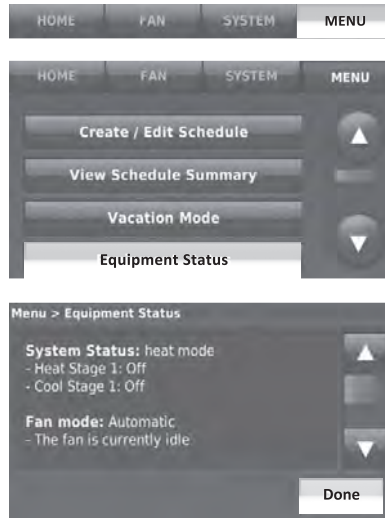 HOME FAN SYSTEM MENU
HOME FAN SYSTEM MENU
Create / Edit Schedule
View Schedule Summary
Vacation Mode
Equipment Status
Menu > Equipment Status
System Status: heat mode
- Heat Stage 1: Off
- Cool Stage 1: Off
Fan mode: Automatic
- The fan is currently idle
Done